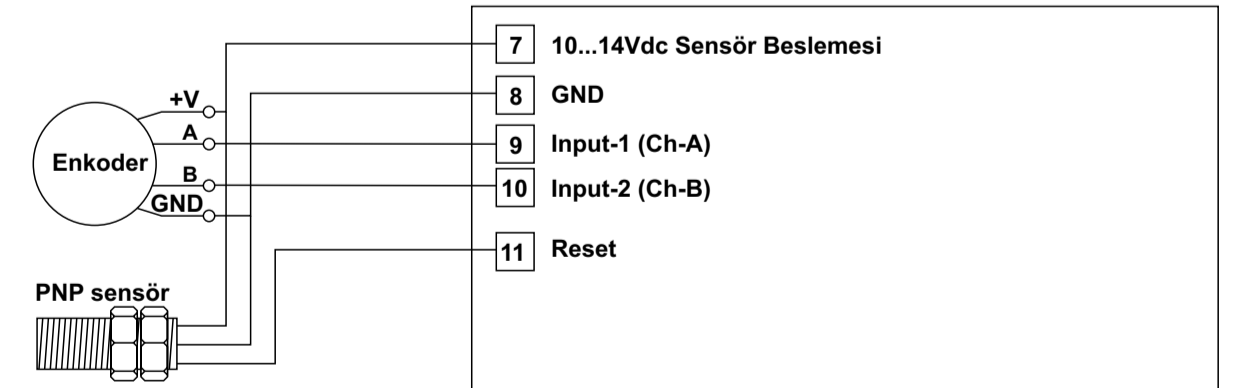 7 10...14Vdc Sensör Beslemesi
+V
8 GND
A
9 Input-1 (Ch-A)
Enkoder
B
10 Input-2 (Ch-B)
GND
11 Reset
PNP sensör